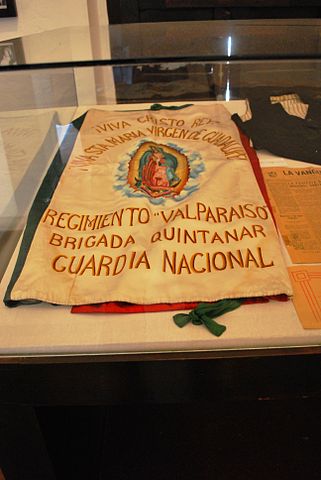 ¡VIVA CRISTO REY
¡VIVA STA MARIA VIRGEN DE GUADALUPE
REGIMIENTO "VALPARAISO"
BRIGADA QUINTANAR
GUARDIA NACIONAL
LA VANGU